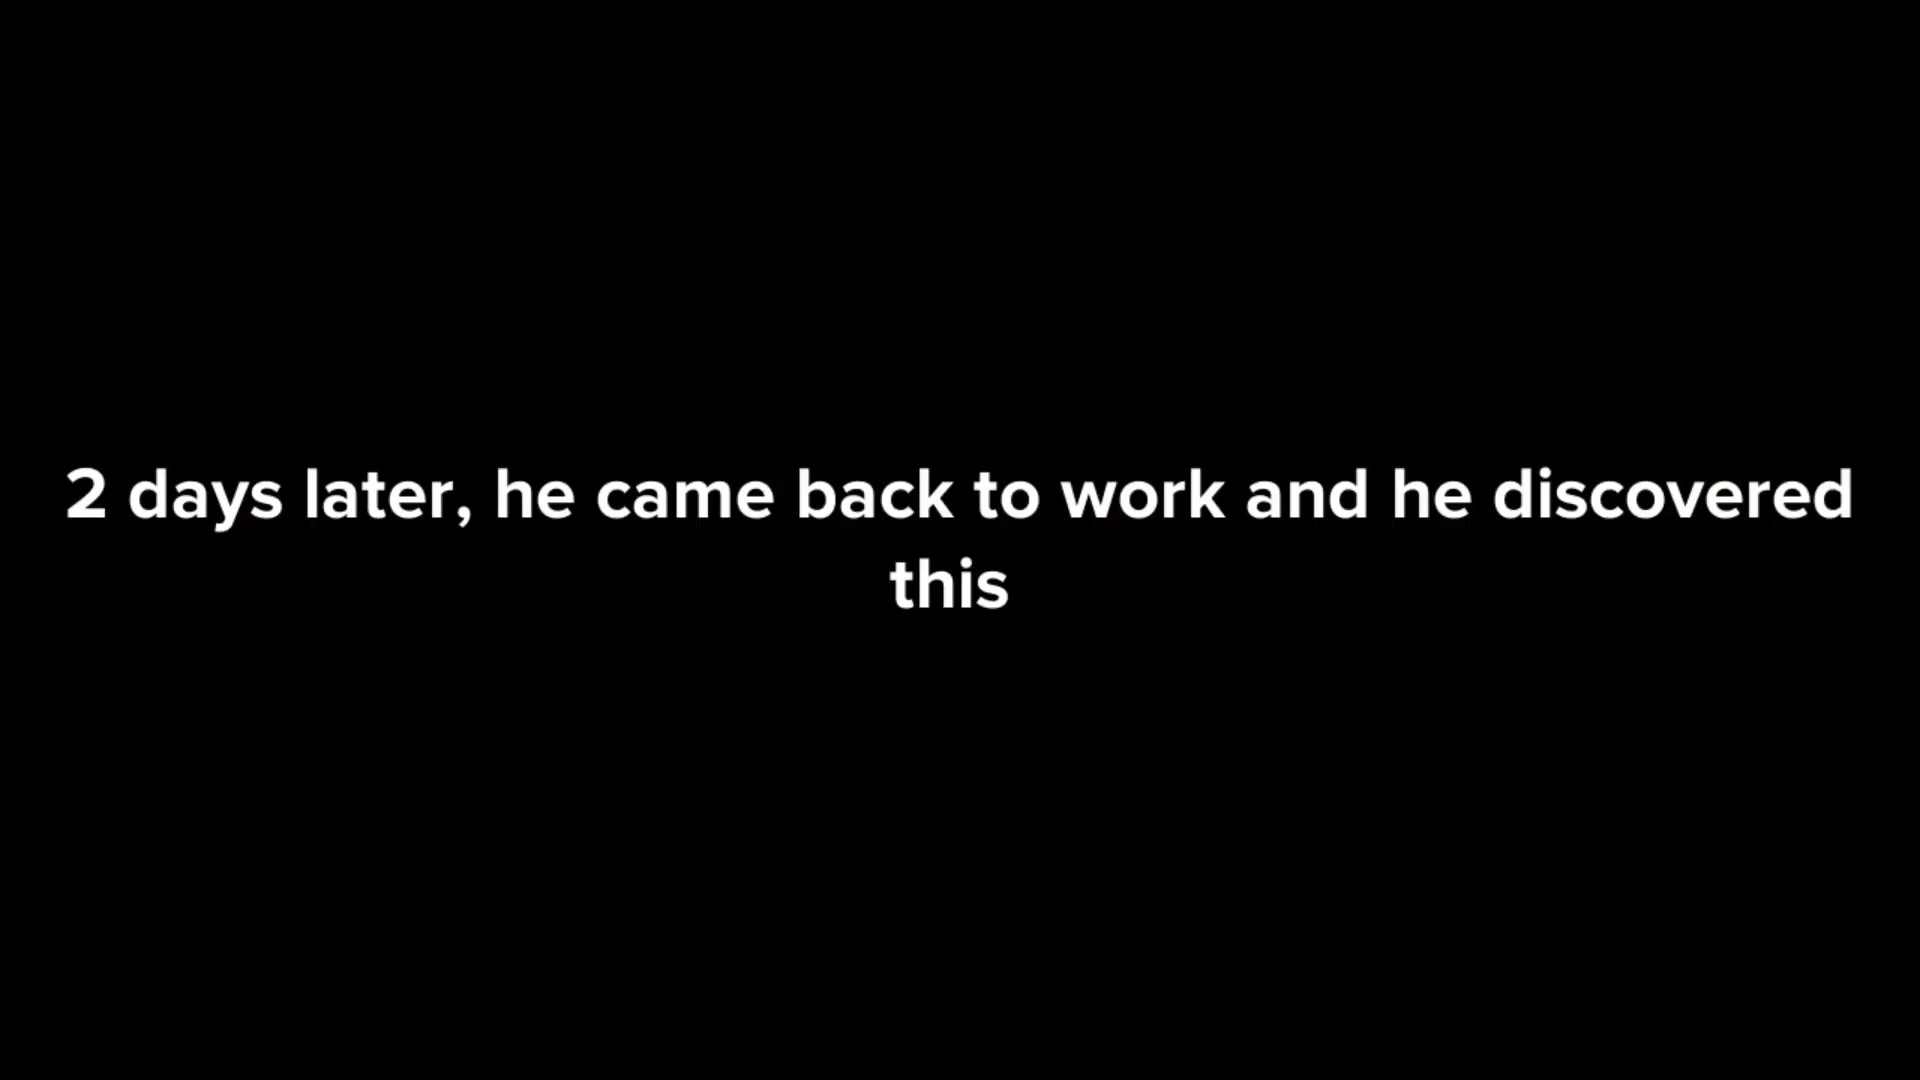 2 days later, he came back to work and he discovered
this